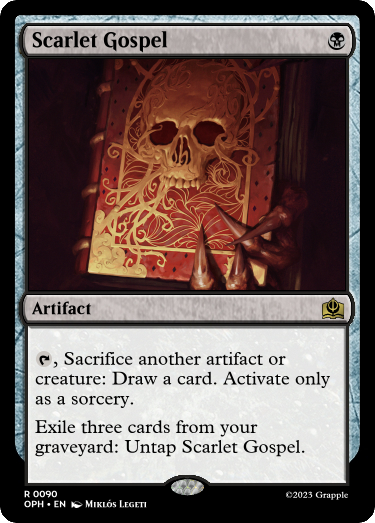 Scarlet Gospel
Artifact
, Sacrifice another artifact or
creature: Draw a card. Activate only
as a sorcery.
Exile three cards from your
graveyard: Untap Scarlet Gospel.
R 0090
OPH • EN Miklós Legeti
©2023 Grapple